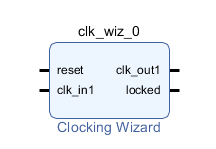 clk_wiz_0
reset clk_out1
clk_in1 locked
Clocking Wizard